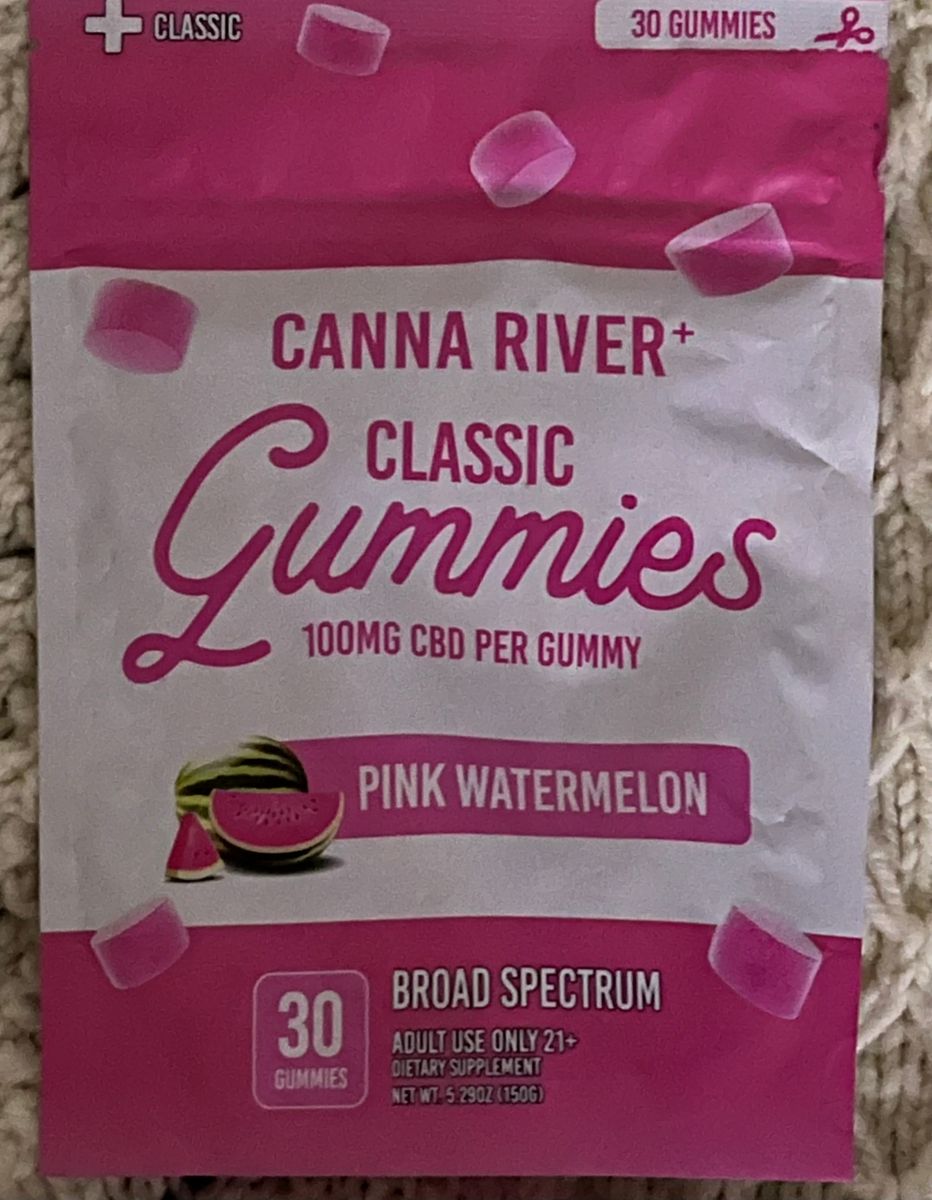 CLASSIC
30 GUMMIES
CANNA RIVER+
CLASSIC
Gummies
100MG CBD PER GUMMY
PINK WATERMELON
30
GUMMIES
BROAD SPECTRUM
ADULT USE ONLY 21+
DIETARY SUPPLEMENT
NET WT. 5.29OZ (150G)